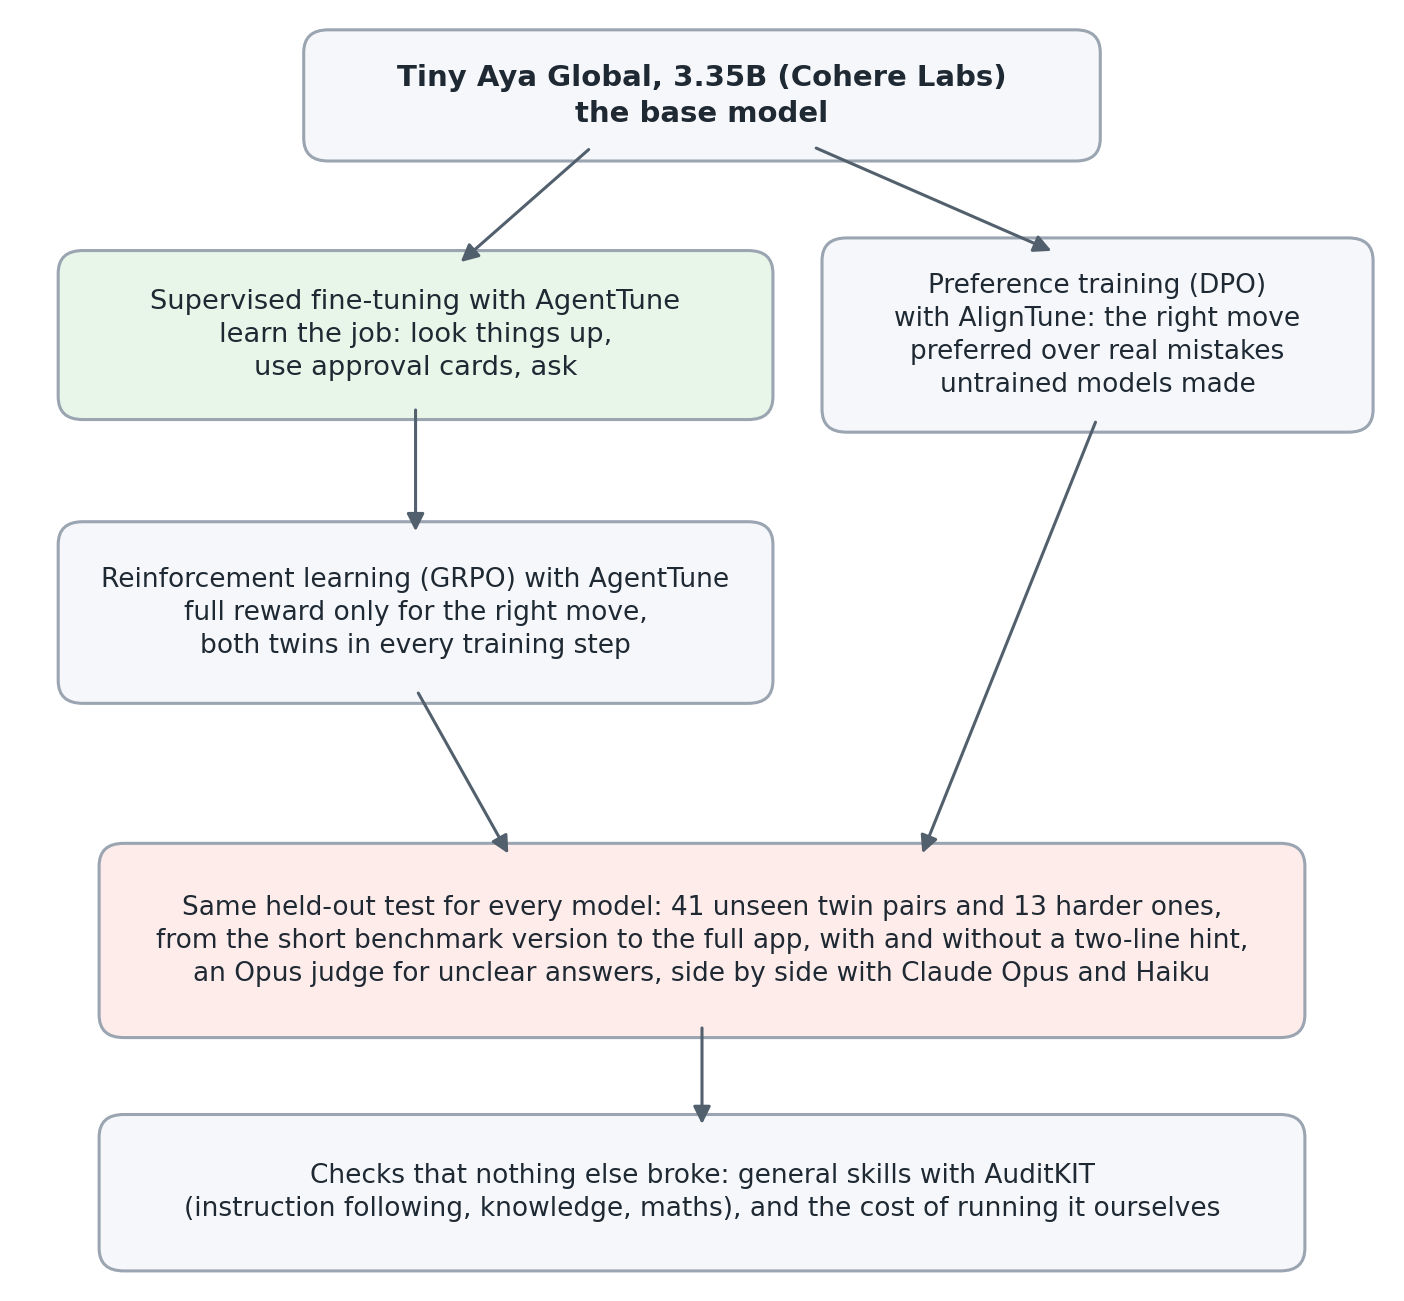 Tiny Aya Global, 3.35B (Cohere Labs)
the base model
Supervised fine-tuning with AgentTune
learn the job: look things up,
use approval cards, ask
Preference training (DPO)
with AlignTune: the right move
preferred over real mistakes
untrained models made
Reinforcement learning (GRPO) with AgentTune
full reward only for the right move,
both twins in every training step
Same held-out test for every model: 41 unseen twin pairs and 13 harder ones,
from the short benchmark version to the full app, with and without a two-line hint,
an Opus judge for unclear answers, side by side with Claude Opus and Haiku
Checks that nothing else broke: general skills with AuditKIT
(instruction following, knowledge, maths), and the cost of running it ourselves